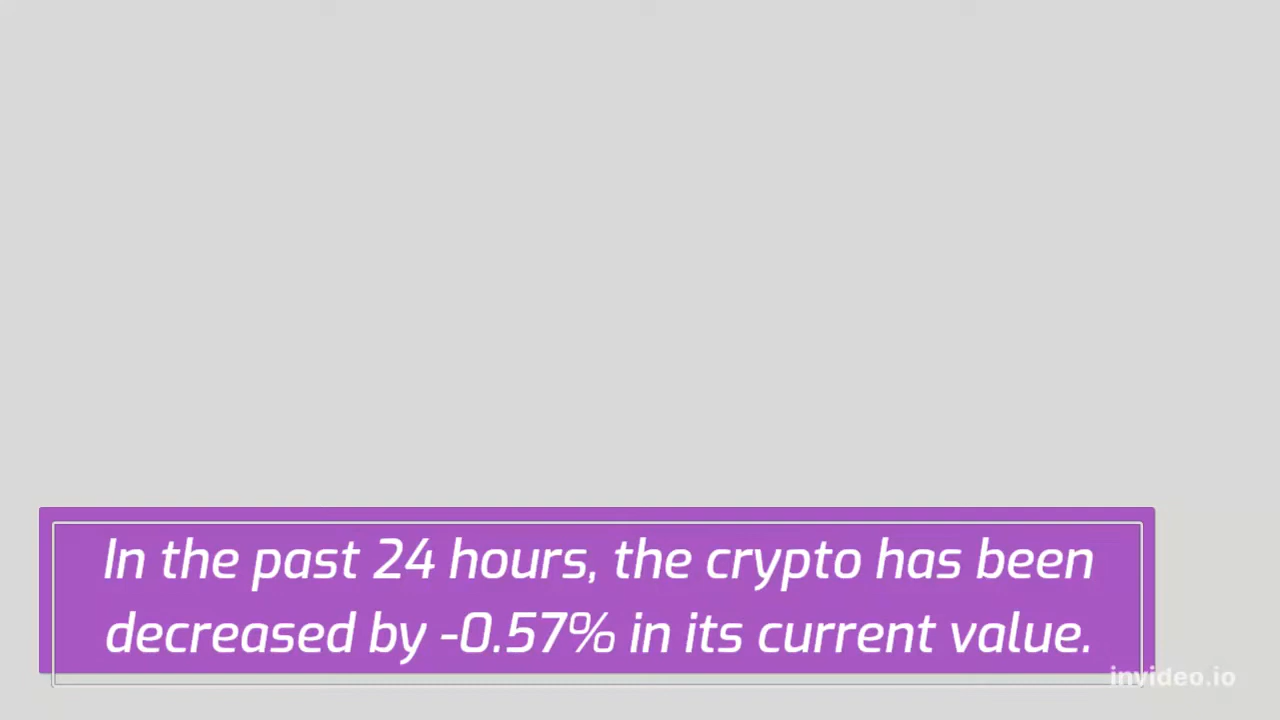 In the past 24 hours, the crypto has been
decreased by -0.57% in its current value.
invideo.io